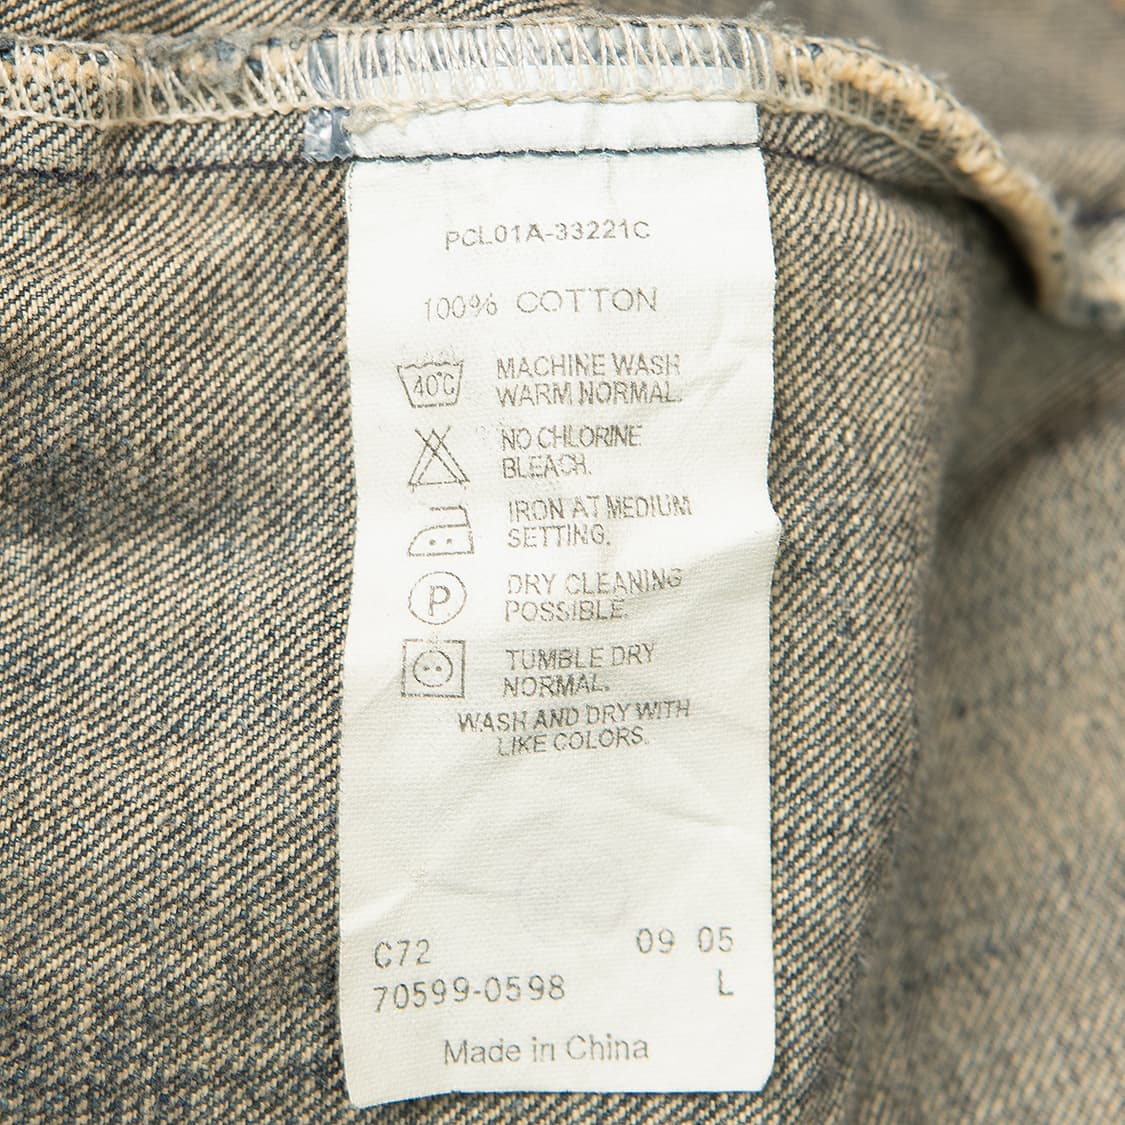 PCL01A-33221C
100% COTTON
40°C MACHINE WASH
WARM NORMAL.
NO CHLORINE
BLEACH.
IRON AT MEDIUM
SETTING.
P DRY CLEANING
POSSIBLE.
TUMBLE DRY
NORMAL.
WASH AND DRY WITH
LIKE COLORS.
C72 09 05
70599-0598 L
Made in China